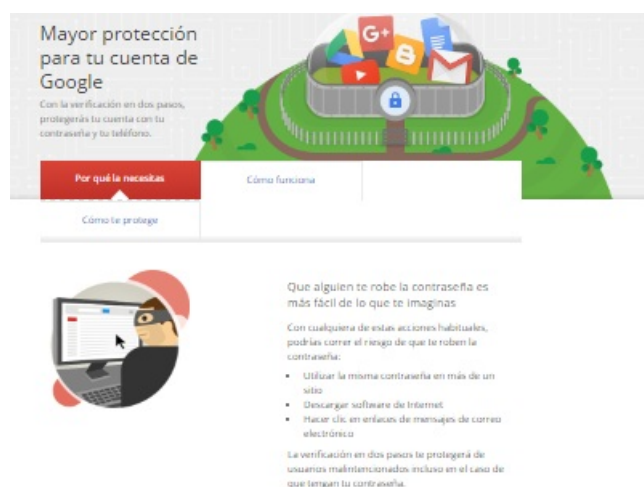 Mayor protección
para tu cuenta de
Google
Con la verificación en dos pasos,
protegerás tu cuenta con tu
contraseña y tu teléfono.
G+
Por qué la necesitas
Cómo funciona
Cómo te protege
Que alguien te robe la contraseña es
más fácil de lo que te imaginas
Con cualquiera de estas acciones habituales,
podrías correr el riesgo de que te roben la
contraseña:
Utilizar la misma contraseña en más de un
sitio
Descargar software de Internet
Hacer clic en enlaces de mensajes de correo
electrónico
La verificación en dos pasos te protegerá de
usuarios malintencionados incluso en el caso de
que tengan tu contraseña.